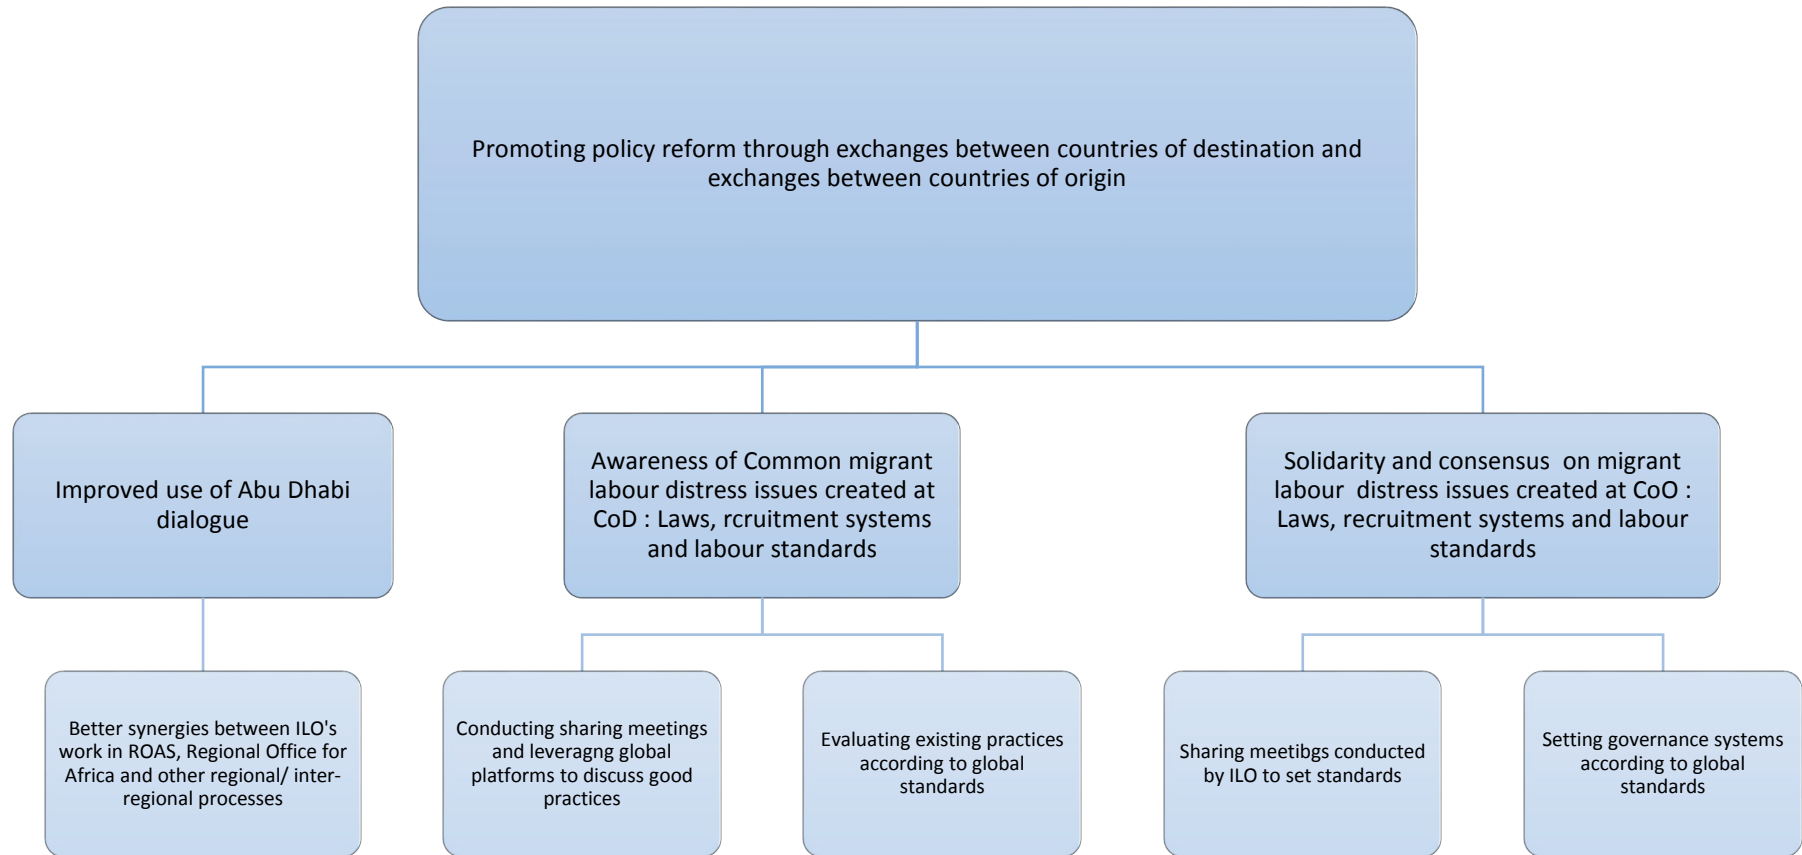 Promoting policy reform through exchanges between countries of destination and
exchanges between countries of origin
Improved use of Abu Dhabi
dialogue
Awareness of Common migrant
labour distress issues created at
CoD : Laws, rcruitment systems
and labour standards
Solidarity and consensus  on migrant
labour  distress issues created at CoO :
Laws, recruitment systems and labour
standards
Better synergies between ILO's
work in ROAS, Regional Office for
Africa and other regional/ inter-
regional processes
Conducting sharing meetings
and leveragng global
platforms to discuss good
practices
Evaluating existing practices
according to global
standards
Sharing meetibgs conducted
by ILO to set standards
Setting governance systems
according to global
standards